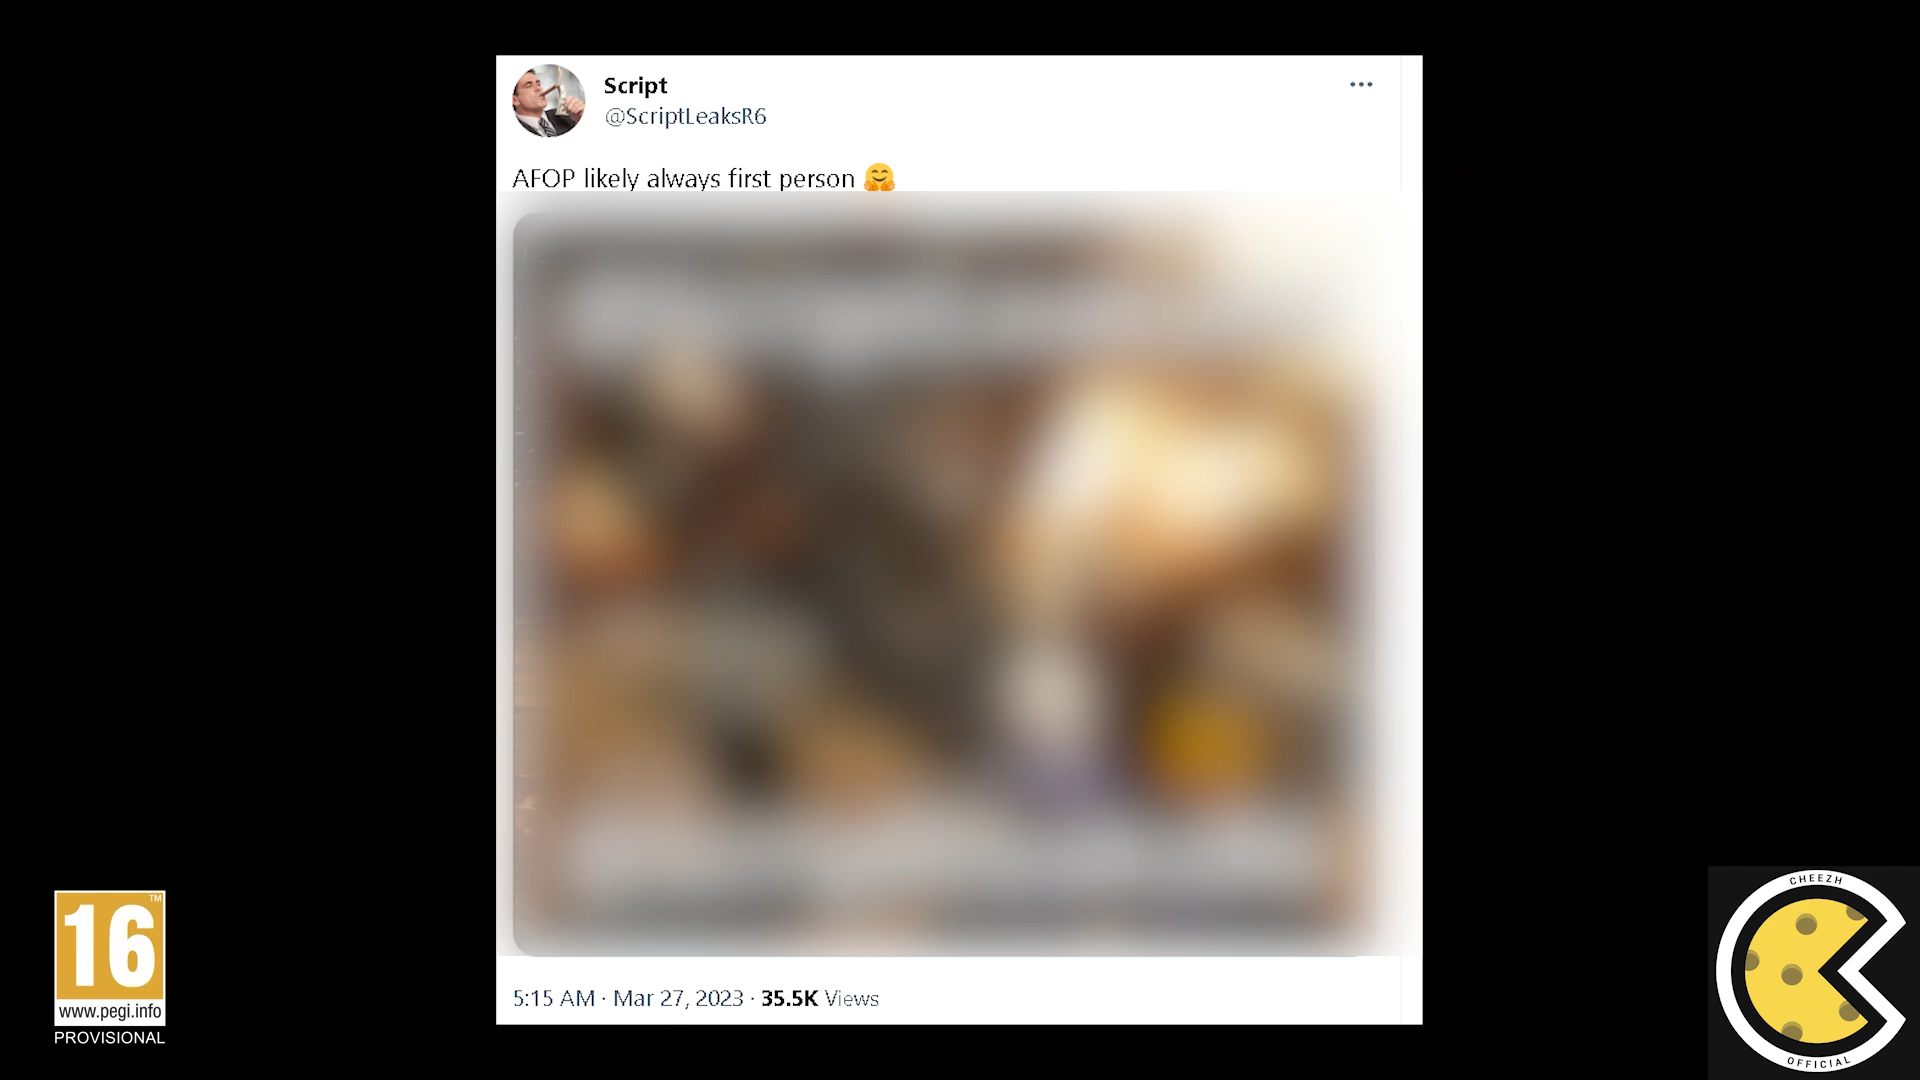 Script
@ScriptLeaksR6
AFOP likely always first person 🤗
5:15 AM · Mar 27, 2023 · 35.5K Views
16
TM
www.pegi.info
PROVISIONAL
CHEEZH
OFFICIAL